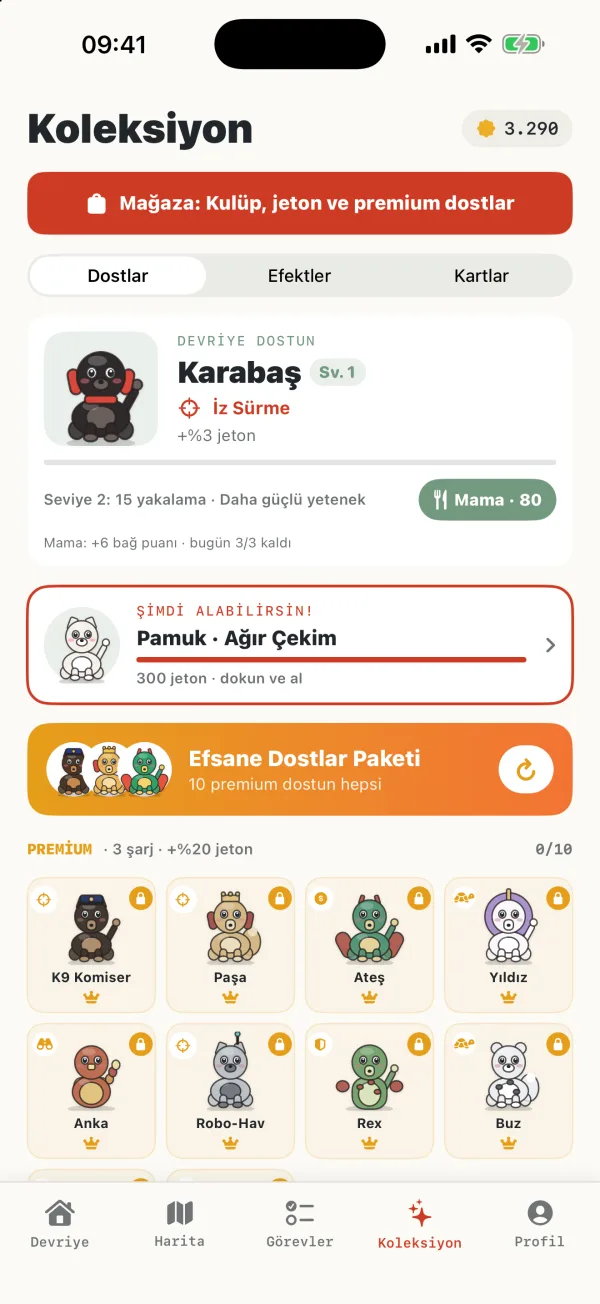 09:41
Koleksiyon
3.290
Mağaza: Kulüp, jeton ve premium dostlar
Dostlar
Efektler
Kartlar
DEVRİYE DOSTUN
Karabaş
Sv. 1
İz Sürme
+%3 jeton
Seviye 2: 15 yakalama · Daha güçlü yetenek
Mama · 80
Mama: +6 bağ puanı · bugün 3/3 kaldı
ŞİMDİ ALABİLİRSİN!
Pamuk · Ağır Çekim
300 jeton · dokun ve al
Efsane Dostlar Paketi
10 premium dostun hepsi
PREMİUM · 3 şarj · +%20 jeton
0/10
K9 Komiser
Paşa
Ateş
Yıldız
Anka
Robo-Hav
Rex
Buz
Devriye
Harita
Görevler
Koleksiyon
Profil